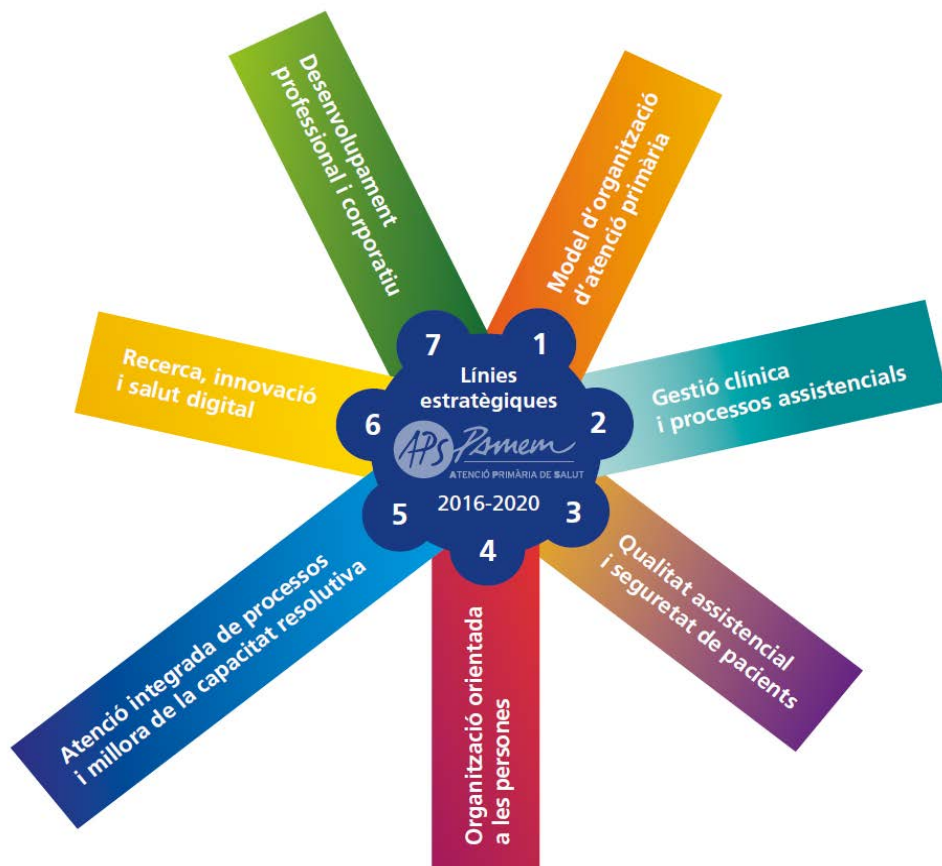 Línies
estratègiques
APS Psmem
ATENCIÓ PRIMÀRIA DE SALUT
2016-2020
1
Model d'organització
d'atenció primària
2
Gestió clínica
i processos assistencials
3
Qualitat assistencial
i seguretat de pacients
4
Organització orientada
a les persones
5
Atenció integrada de processos
i millora de la capacitat resolutiva
6
Recerca, innovació
i salut digital
7
Desenvolupament
professional i corporatiu